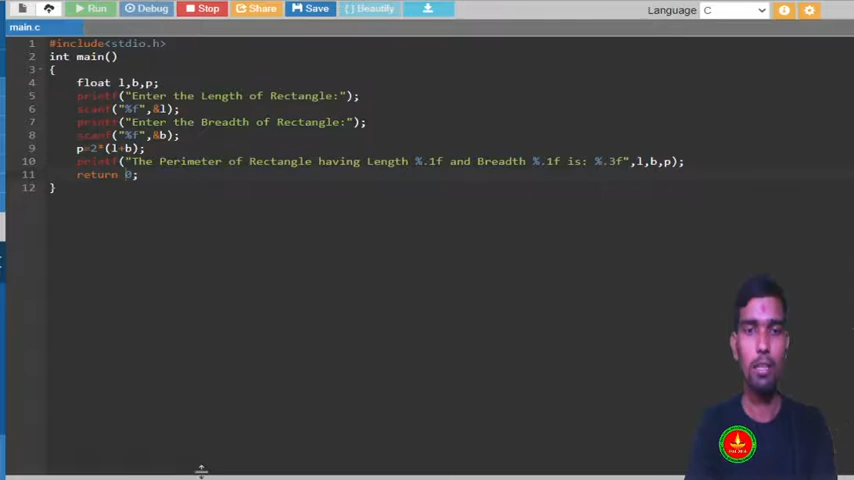 Run Debug Stop Share Save { } Beautify Language C
main.c
1 #include<stdio.h>
2 int main()
3 {
4 float l,b,p;
5 printf("Enter the Length of Rectangle:");
6 scanf("%f",&l);
7 printf("Enter the Breadth of Rectangle:");
8 scanf("%f",&b);
9 p=2*(l+b);
10 printf("The Perimeter of Rectangle having Length %.1f and Breadth %.1f is: %.3f",l,b,p);
11 return 0;
12 }